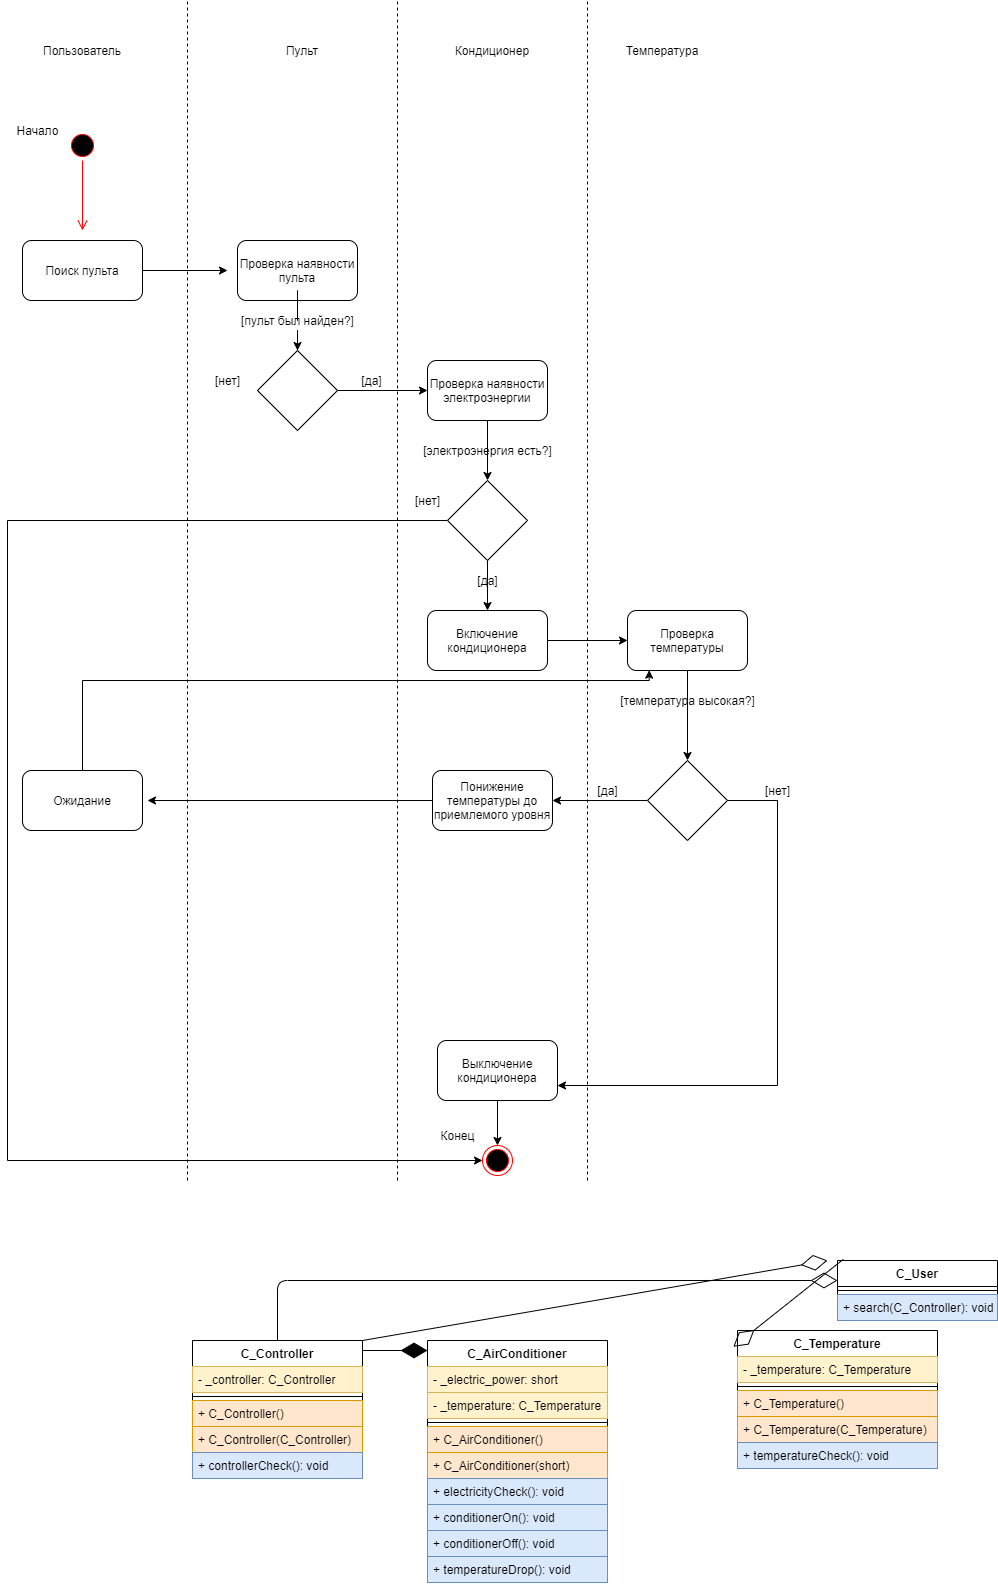 Пользователь
Пульт
Кондиционер
Температура
Начало
Поиск пульта
Проверка наявности
пульта
[пульт был найден?]
[нет]
[да]
Проверка наявности
электроэнергии
[электроэнергия есть?]
[нет]
[да]
Включение
кондиционера
Проверка
температуры
[температура высокая?]
Ожидание
Понижение
температуры до
приемлемого уровня
[да]
[нет]
Выключение
кондиционера
Конец
C_User
+ search(C_Controller): void
C_Controller
- _controller: C_Controller
+ C_Controller()
+ C_Controller(C_Controller)
+ controllerCheck(): void
C_AirConditioner
- _electric_power: short
- _temperature: C_Temperature
+ C_AirConditioner()
+ C_AirConditioner(short)
+ electricityCheck(): void
+ conditionerOn(): void
+ conditionerOff(): void
+ temperatureDrop(): void
C_Temperature
- _temperature: C_Temperature
+ C_Temperature()
+ C_Temperature(C_Temperature)
+ temperatureCheck(): void